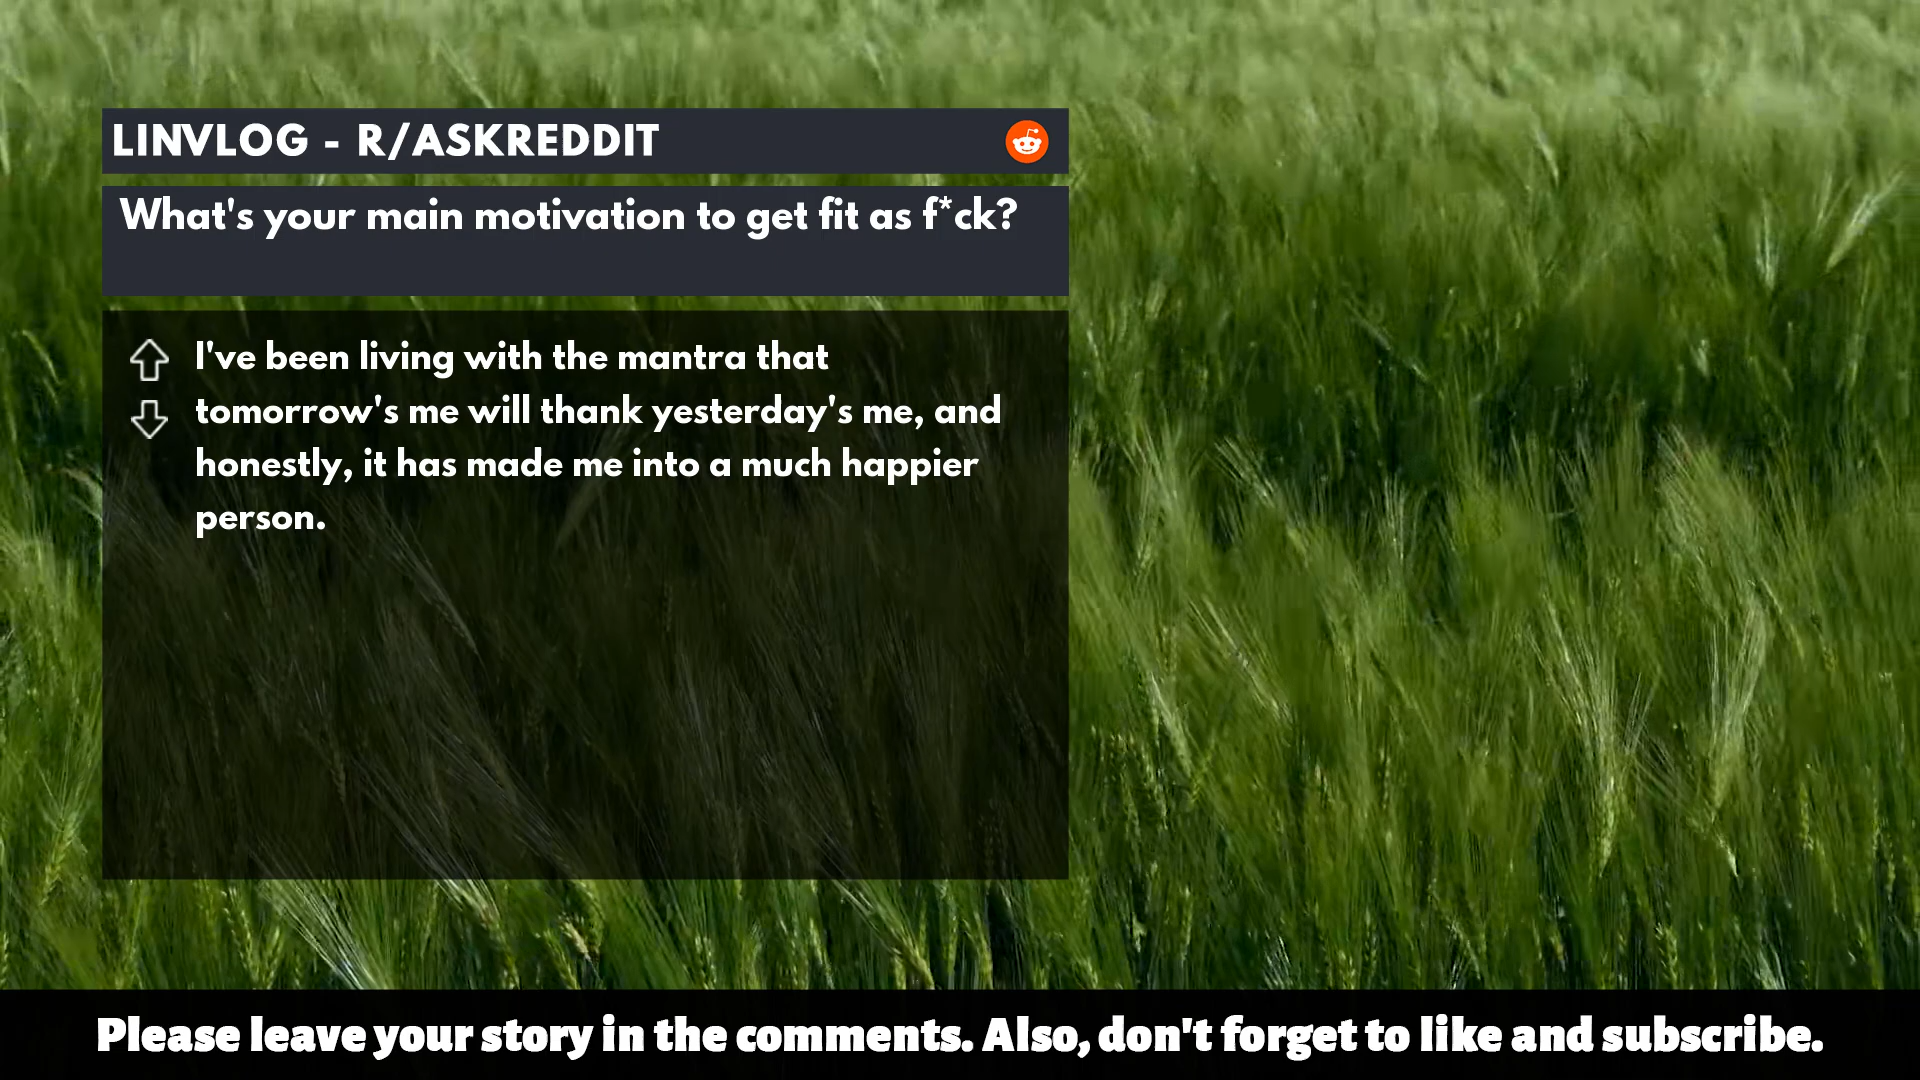 LINVLOG - R/ASKREDDIT
What's your main motivation to get fit as f*ck?
I've been living with the mantra that
tomorrow's me will thank yesterday's me, and
honestly, it has made me into a much happier
person.
Please leave your story in the comments. Also, don't forget to like and subscribe.